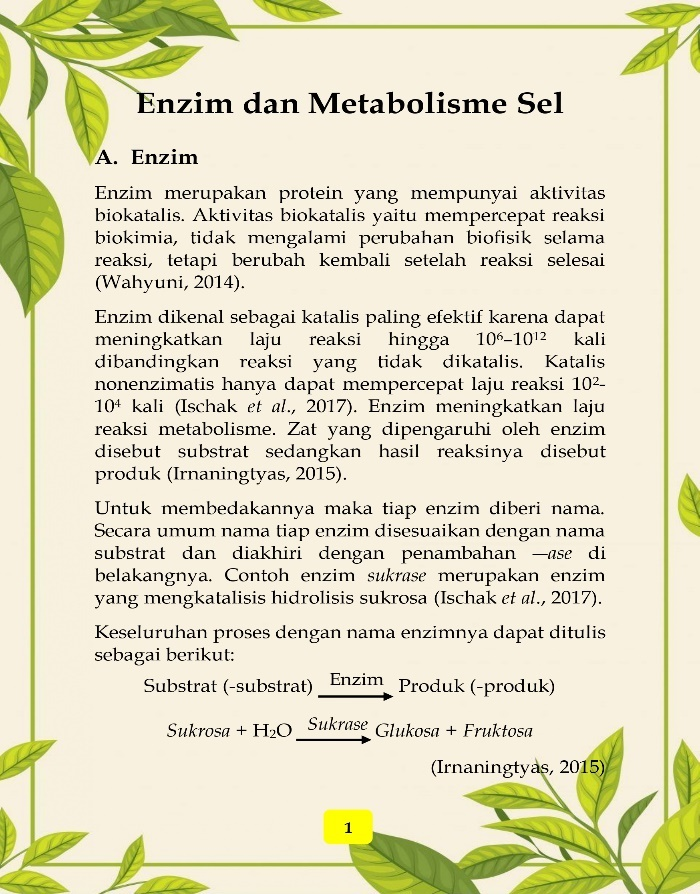 Enzim dan Metabolisme Sel
A. Enzim
Enzim merupakan protein yang mempunyai aktivitas
biokatalis. Aktivitas biokatalis yaitu mempercepat reaksi
biokimia, tidak mengalami perubahan biofisik selama
reaksi, tetapi berubah kembali setelah reaksi selesai
(Wahyuni, 2014).
Enzim dikenal sebagai katalis paling efektif karena dapat
meningkatkan laju reaksi hingga 10⁶–10¹² kali
dibandingkan reaksi yang tidak dikatalis. Katalis
nonenzimatis hanya dapat mempercepat laju reaksi 10²-
10⁴ kali (Ischak et al., 2017). Enzim meningkatkan laju
reaksi metabolisme. Zat yang dipengaruhi oleh enzim
disebut substrat sedangkan hasil reaksinya disebut
produk (Irnaningtyas, 2015).
Untuk membedakannya maka tiap enzim diberi nama.
Secara umum nama tiap enzim disesuaikan dengan nama
substrat dan diakhiri dengan penambahan —ase di
belakangnya. Contoh enzim sukrase merupakan enzim
yang mengkatalisis hidrolisis sukrosa (Ischak et al., 2017).
Keseluruhan proses dengan nama enzimnya dapat ditulis
sebagai berikut:
Substrat (-substrat) Enzim Produk (-produk)
Sukrosa + H₂O Sukrase Glukosa + Fruktosa
(Irnaningtyas, 2015)
1